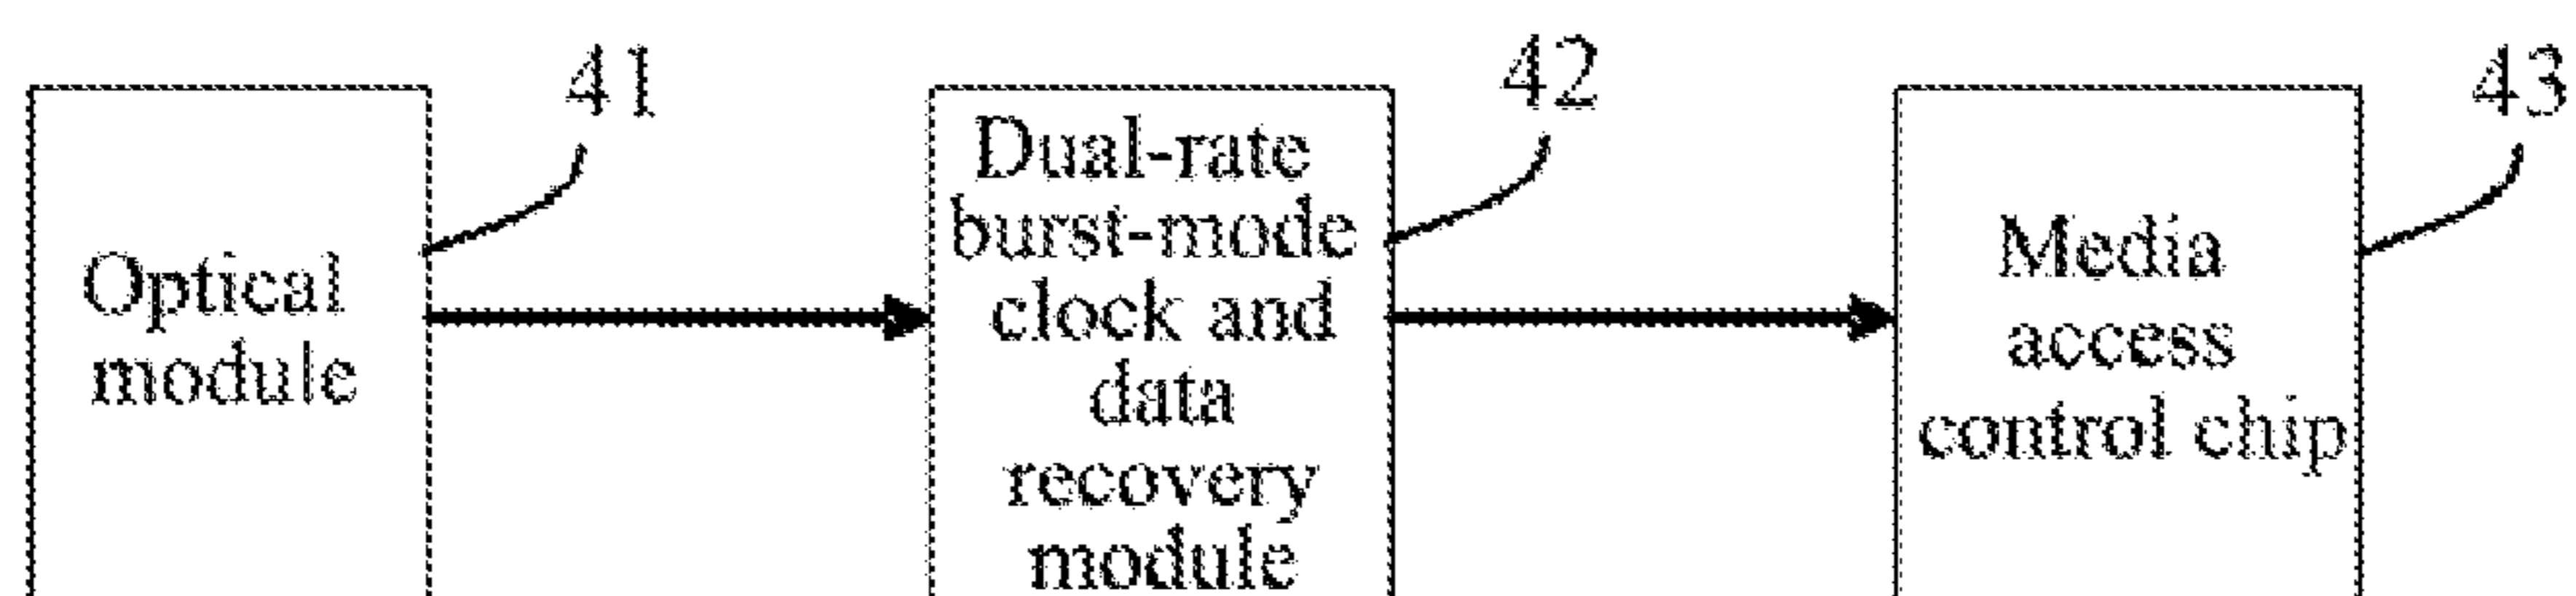 41
42
43
Optical
module
Dual-rate
burst-mode
clock and
data
recovery
module
Media
access
control chip